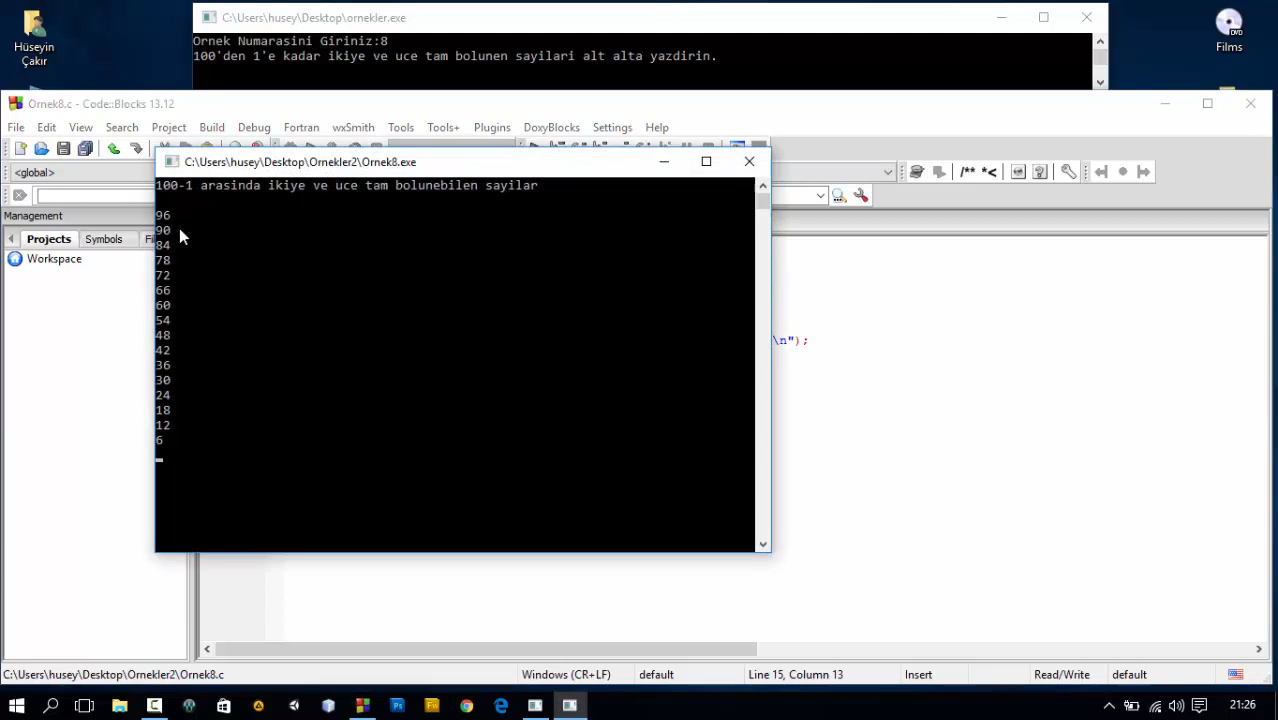 Hüseyin
Çakır
C:\Users\husey\Desktop\ornekler.exe
Ornek Numarasini Giriniz:8
100'den 1'e kadar ikiye ve uce tam bolunen sayilari alt alta yazdirin.
Films
Ornek8.c - Code::Blocks 13.12
File Edit View Search Project Build Debug Fortran wxSmith Tools Tools+ Plugins DoxyBlocks Settings Help
<global>
/** *<
Management
Projects Symbols Fi
Workspace
C:\Users\husey\Desktop\Ornekler2\Ornek8.exe
100-1 arasinda ikiye ve uce tam bolunebilen sayilar
96
90
84
78
72
66
60
54
48
42
36
30
24
18
12
6
\n");
C:\Users\husey\Desktop\Ornekler2\Ornek8.c Windows (CR+LF) default Line 15, Column 13 Insert Read/Write default
21:26